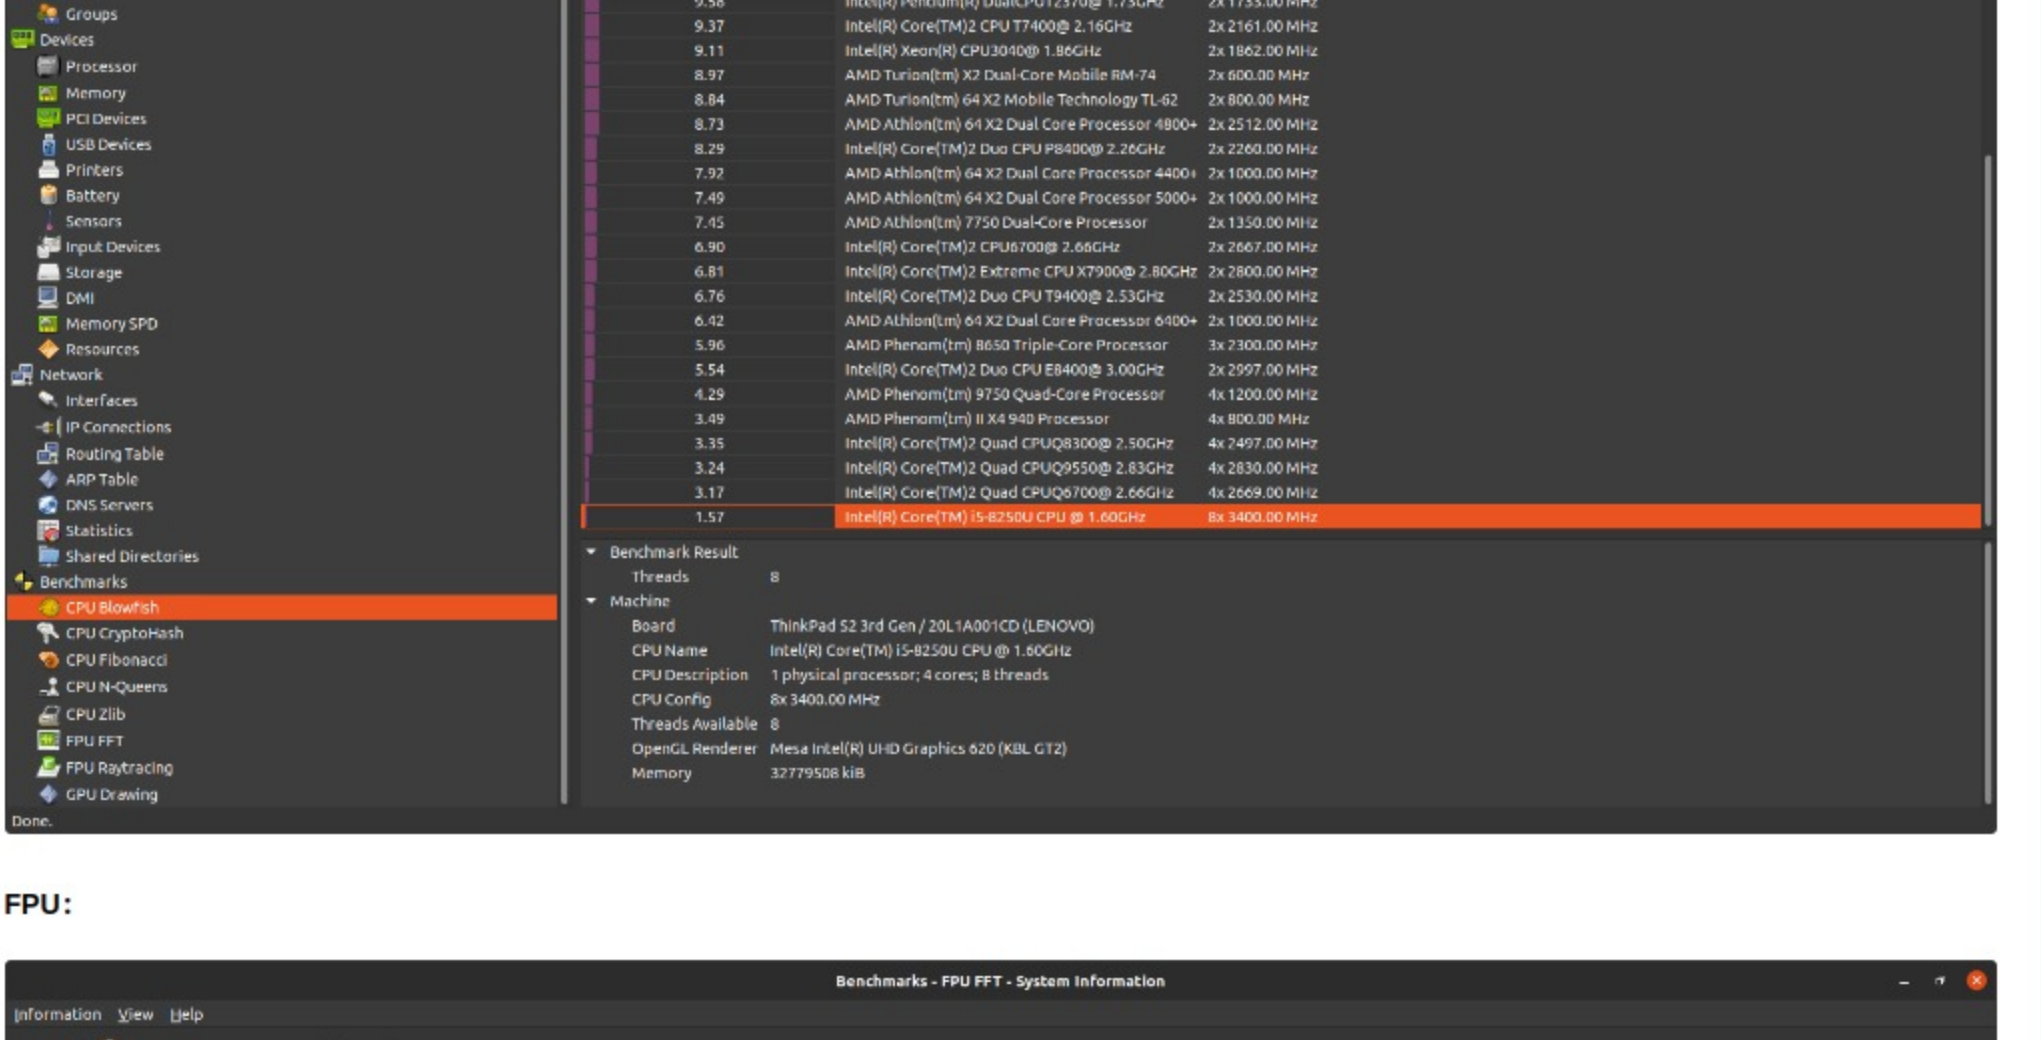 Groups
Devices
Processor
Memory
PCI Devices
USB Devices
Printers
Battery
Sensors
Input Devices
Storage
DMI
Memory SPD
Resources
Network
Interfaces
IP Connections
Routing Table
ARP Table
DNS Servers
Statistics
Shared Directories
Benchmarks
CPU Blowfish
CPU CryptoHash
CPU Fibonacci
CPU N-Queens
CPU Zlib
FPU FFT
FPU Raytracing
GPU Drawing
9.58 Intel(R) Pentium(R) DualCPUT2370@ 1.73GHz 2x 1733.00 MHz
9.37 Intel(R) Core(TM)2 CPU T7400@ 2.16GHz 2x 2161.00 MHz
9.11 Intel(R) Xeon(R) CPU3040@ 1.86GHz 2x 1862.00 MHz
8.97 AMD Turion(tm) X2 Dual-Core Mobile RM-74 2x 600.00 MHz
8.84 AMD Turion(tm) 64 X2 Mobile Technology TL-62 2x 800.00 MHz
8.73 AMD Athlon(tm) 64 X2 Dual Core Processor 4800+ 2x 2512.00 MHz
8.29 Intel(R) Core(TM)2 Duo CPU P8400@ 2.26GHz 2x 2260.00 MHz
7.92 AMD Athlon(tm) 64 X2 Dual Core Processor 4400+ 2x 1000.00 MHz
7.49 AMD Athlon(tm) 64 X2 Dual Core Processor 5000+ 2x 1000.00 MHz
7.45 AMD Athlon(tm) 7750 Dual-Core Processor 2x 1350.00 MHz
6.90 Intel(R) Core(TM)2 CPU6700@ 2.66GHz 2x 2667.00 MHz
6.81 Intel(R) Core(TM)2 Extreme CPU X7900@ 2.80GHz 2x 2800.00 MHz
6.76 Intel(R) Core(TM)2 Duo CPU T9400@ 2.53GHz 2x 2530.00 MHz
6.42 AMD Athlon(tm) 64 X2 Dual Core Processor 6400+ 2x 1000.00 MHz
5.96 AMD Phenom(tm) 8650 Triple-Core Processor 3x 2300.00 MHz
5.54 Intel(R) Core(TM)2 Duo CPU E8400@ 3.00GHz 2x 2997.00 MHz
4.29 AMD Phenom(tm) 9750 Quad-Core Processor 4x 1200.00 MHz
3.49 AMD Phenom(tm) II X4 940 Processor 4x 800.00 MHz
3.35 Intel(R) Core(TM)2 Quad CPUQ8300@ 2.50GHz 4x 2497.00 MHz
3.24 Intel(R) Core(TM)2 Quad CPUQ9550@ 2.83GHz 4x 2830.00 MHz
3.17 Intel(R) Core(TM)2 Quad CPUQ6700@ 2.66GHz 4x 2669.00 MHz
1.57 Intel(R) Core(TM) i5-8250U CPU @ 1.60GHz 8x 3400.00 MHz
Benchmark Result
Threads 8
Machine
Board ThinkPad S2 3rd Gen / 20L1A001CD (LENOVO)
CPU Name Intel(R) Core(TM) i5-8250U CPU @ 1.60GHz
CPU Description 1 physical processor; 4 cores; 8 threads
CPU Config 8x 3400.00 MHz
Threads Available 8
OpenGL Renderer Mesa Intel(R) UHD Graphics 620 (KBL GT2)
Memory 32779508 kiB
Done.
FPU:
Benchmarks - FPU FFT - System Information
Information View Help